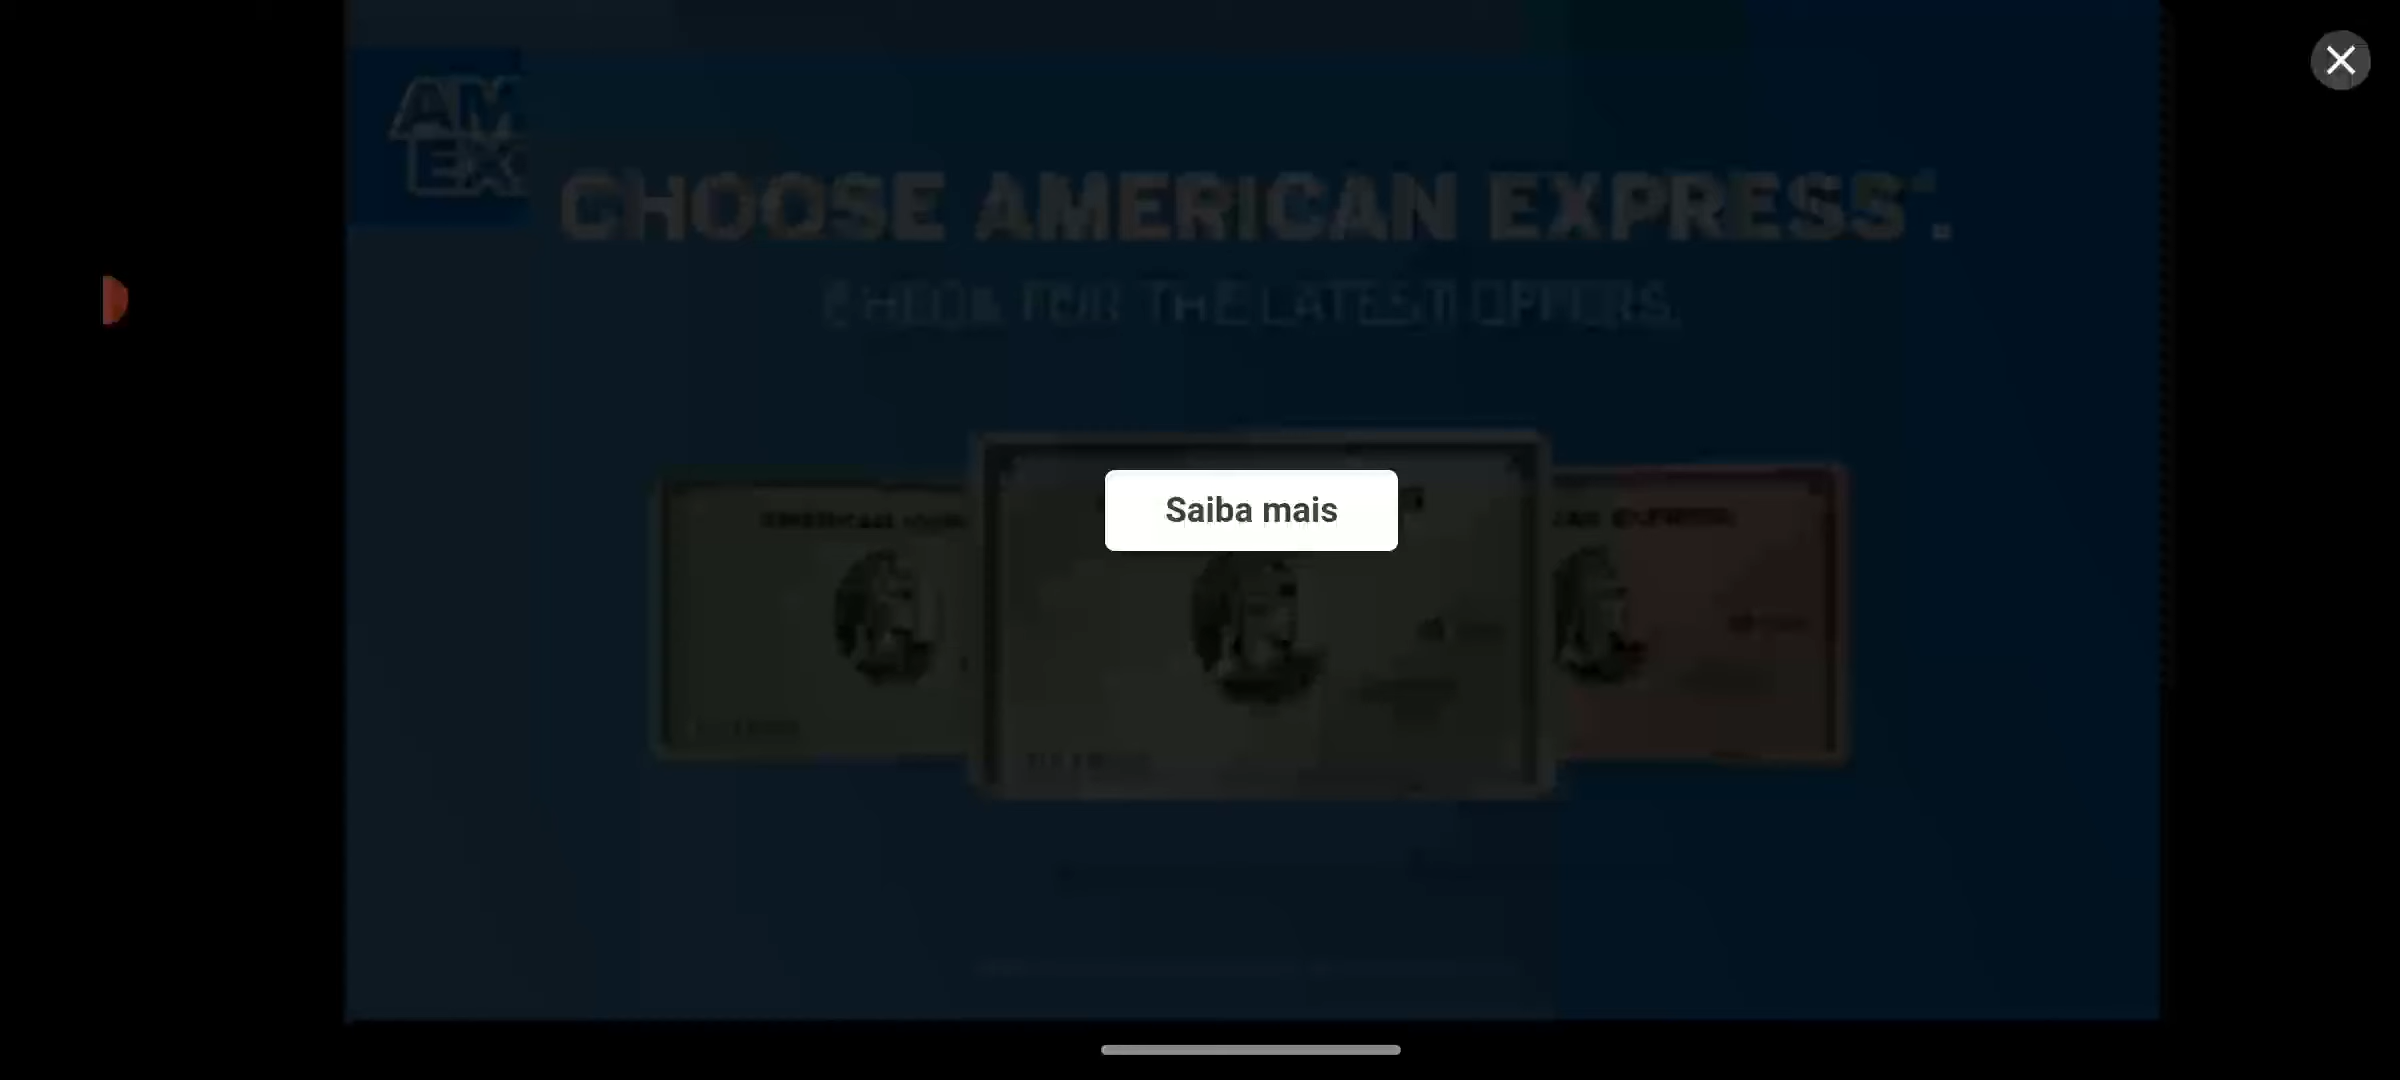 AM
EX
CHOOSE AMERICAN EXPRESS®.
CHECK FOR THE LATEST OFFERS.
Saiba mais